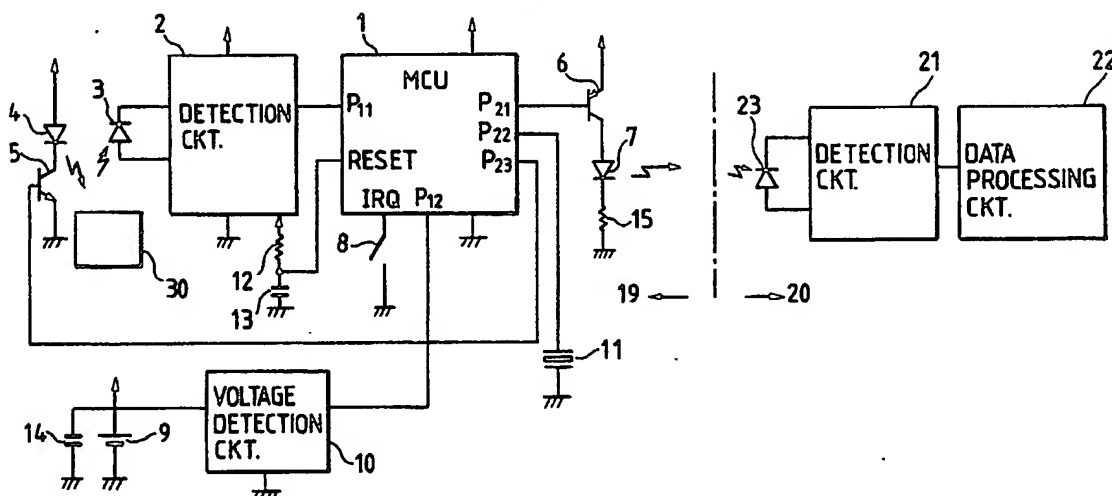 2
1
MCU
DETECTION
CKT.
P11
RESET
IRQ P12
P21
P22
P23
3
4
5
6
7
8
15
12
13
30
19
20
11
23
21
DETECTION
CKT.
22
DATA
PROCESSING
CKT.
VOLTAGE
DETECTION
CKT.
14
9
10